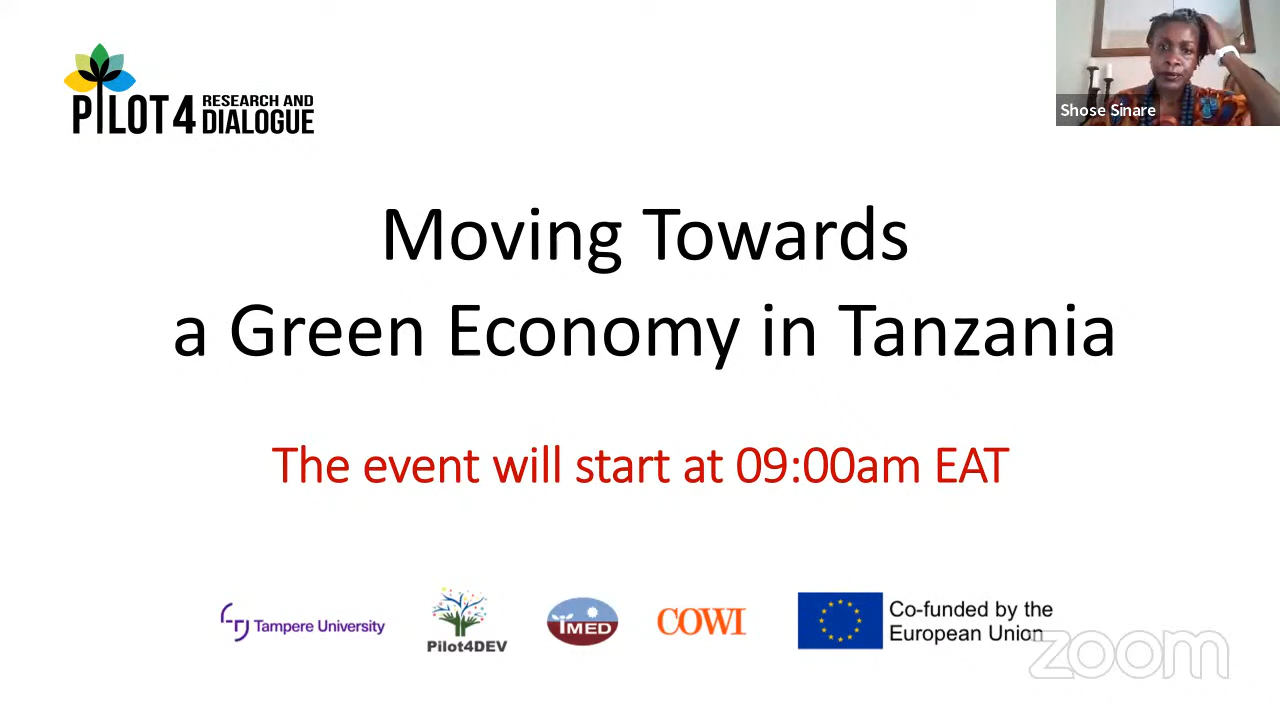 PILOT4 RESEARCH AND
DIALOGUE
Shose Sinare
Moving Towards
a Green Economy in Tanzania
The event will start at 09:00am EAT
Tampere University
Pilot4DEV
iMED
COWI
Co-funded by the
European Union
zoom